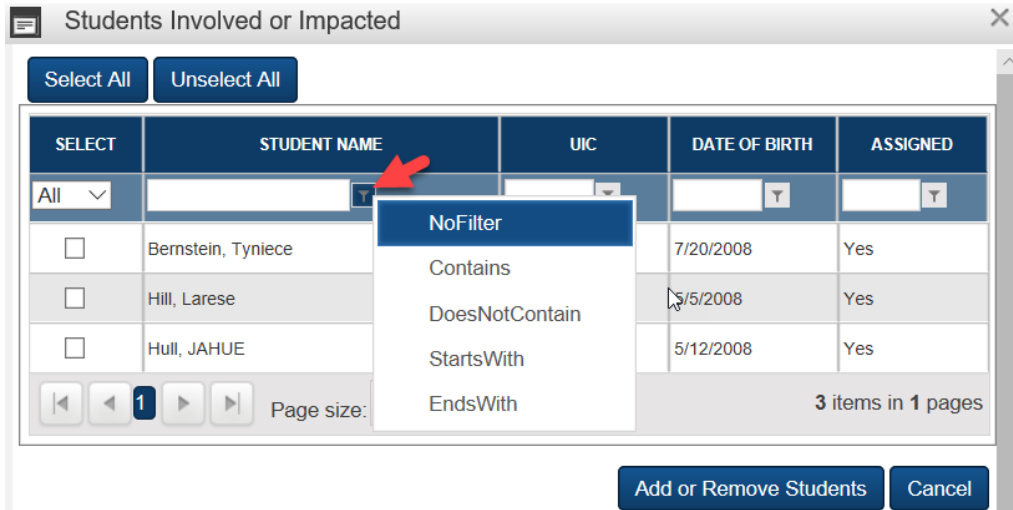 Students Involved or Impacted
Select All Unselect All
SELECT STUDENT NAME UIC DATE OF BIRTH ASSIGNED
All
NoFilter
Bernstein, Tyniece 7/20/2008 Yes
Contains
Hill, Larese 5/5/2008 Yes
DoesNotContain
Hull, JAHUE 5/12/2008 Yes
StartsWith
1 Page size: EndsWith 3 items in 1 pages
Add or Remove Students Cancel